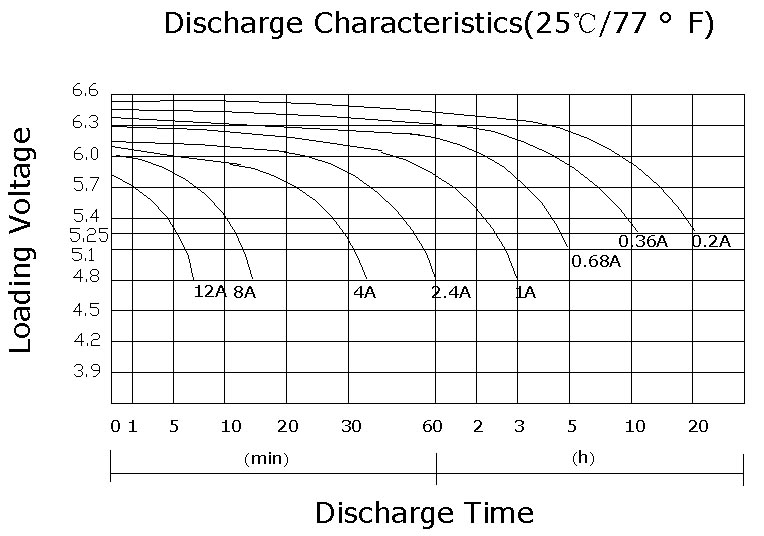 Discharge Characteristics(25℃/77 ° F)
Loading Voltage
6.6
6.3
6.0
5.7
5.4
5.25
5.1
4.8
4.5
4.2
3.9
0.36A 0.2A
0.68A
12A 8A 4A 2.4A 1A
0 1 5 10 20 30 60 2 3 5 10 20
(min) (h)
Discharge Time